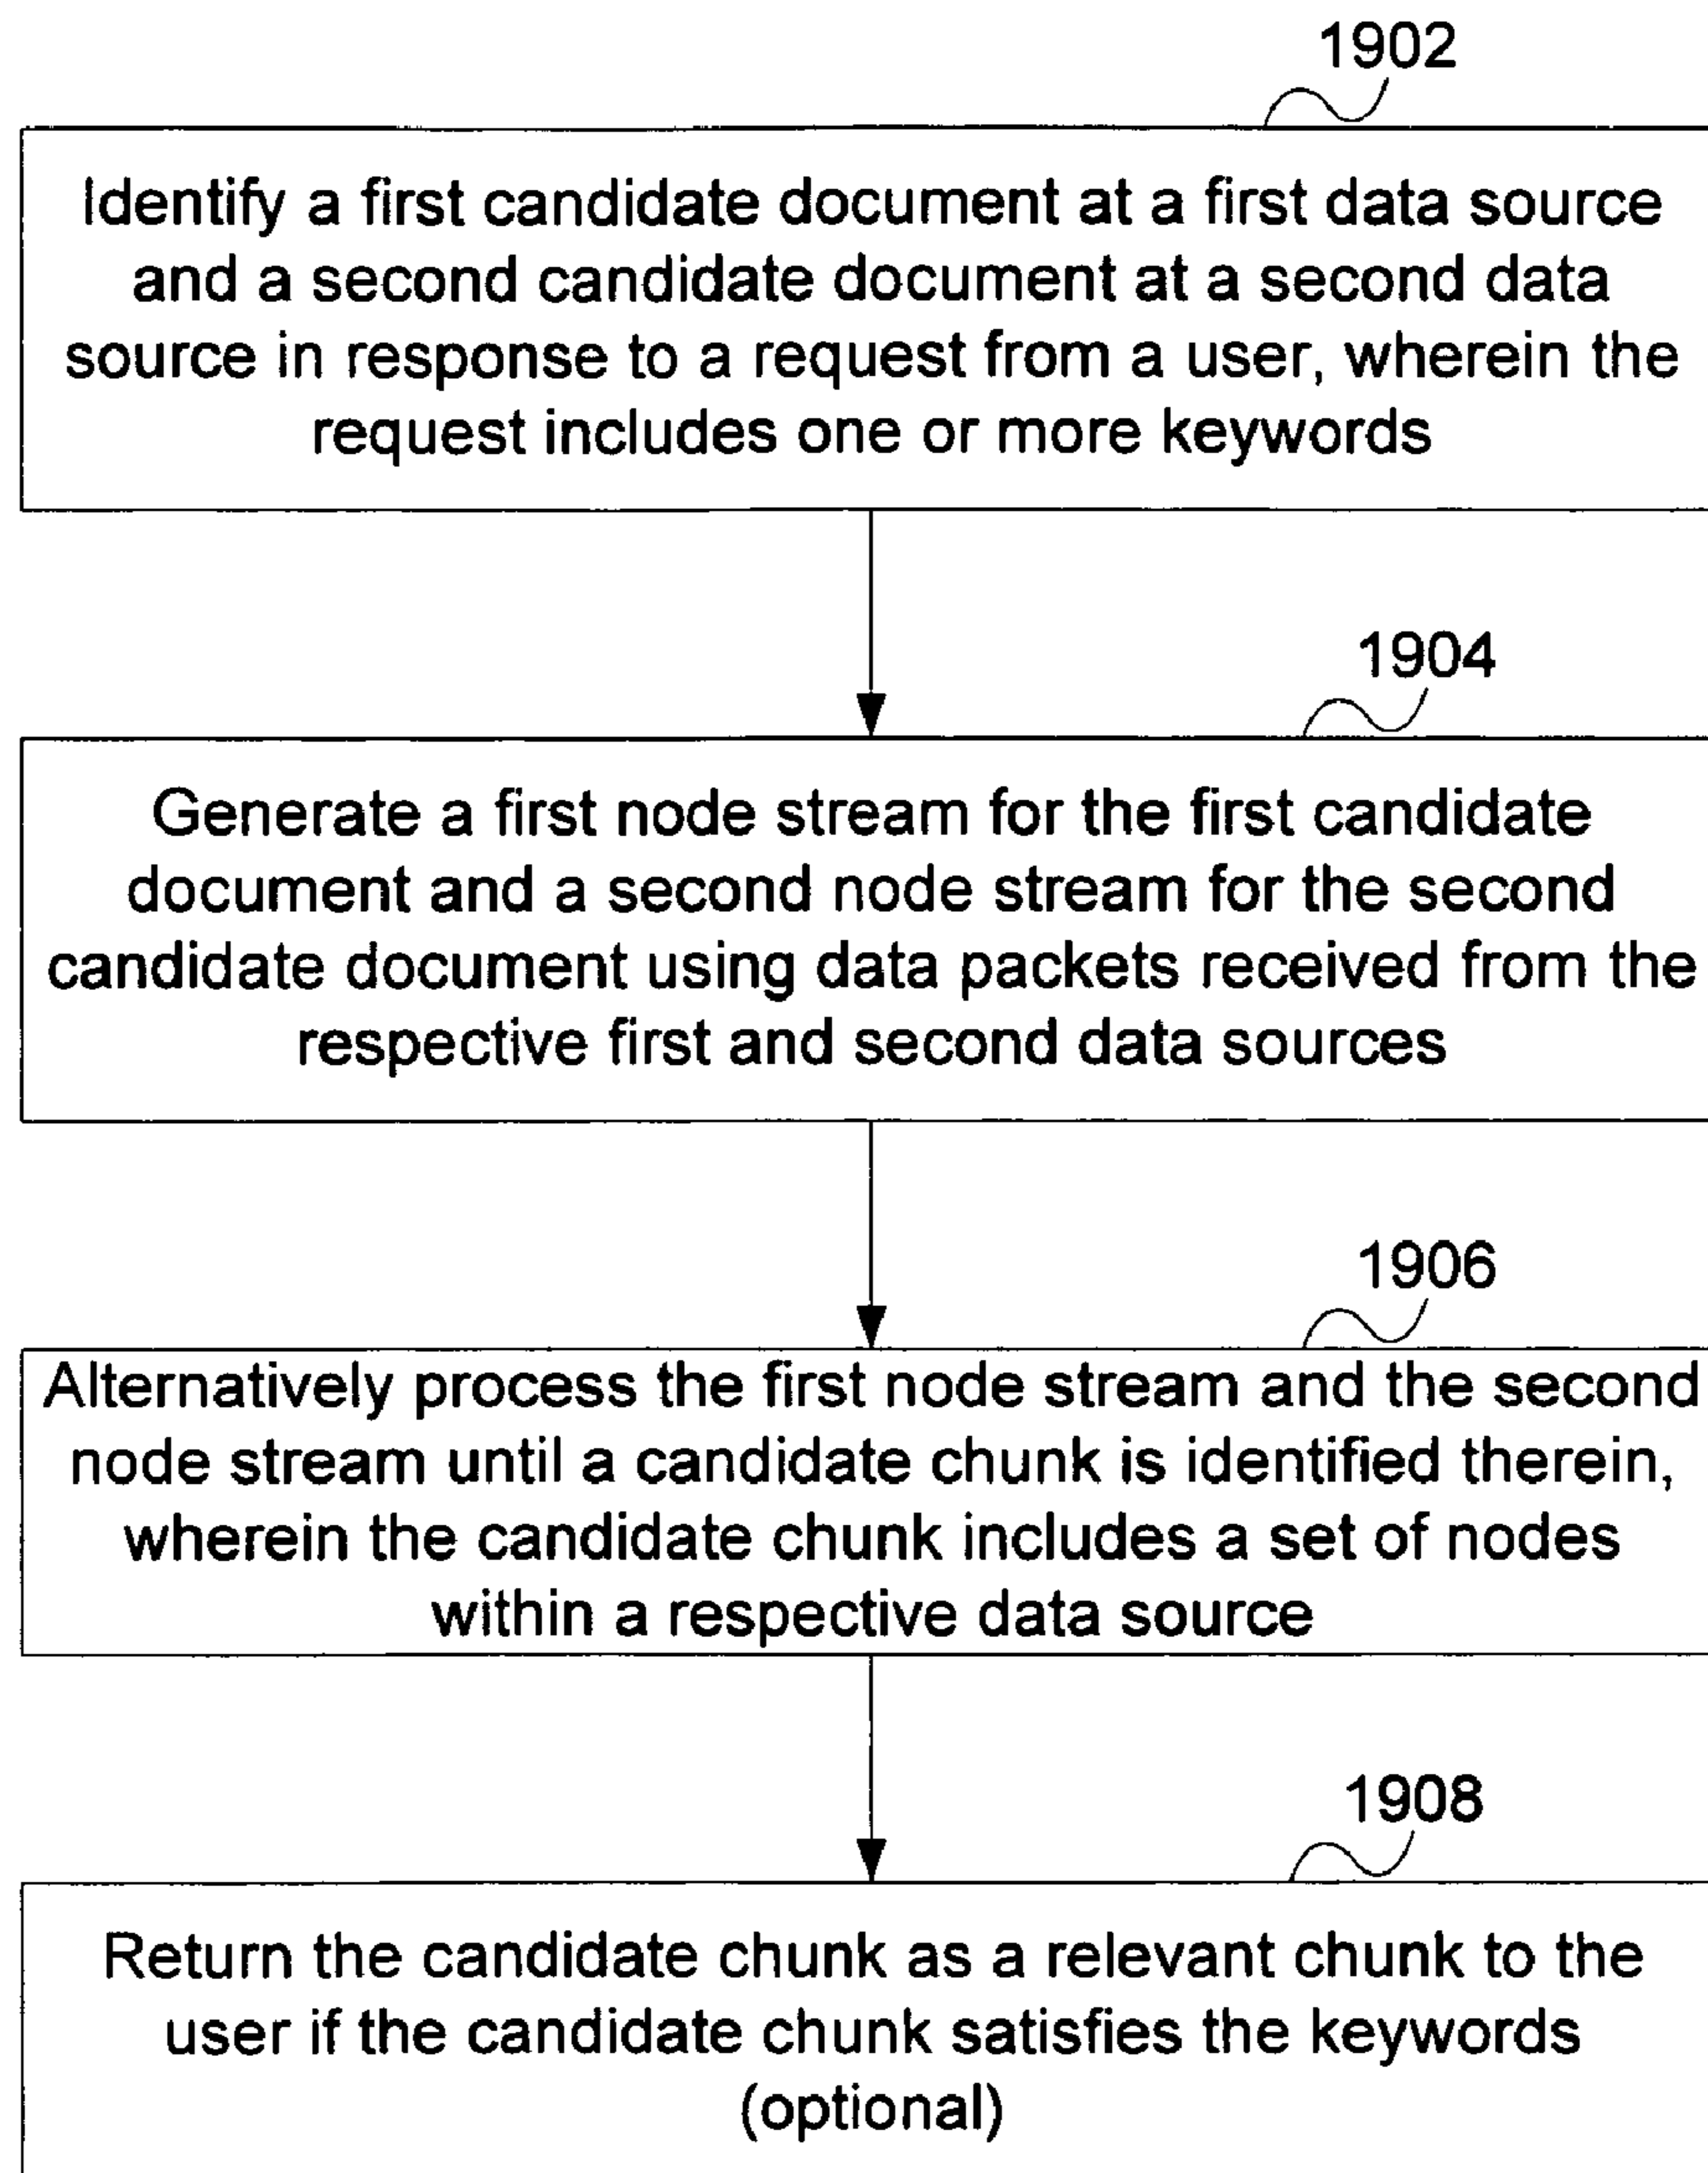 1902
Identify a first candidate document at a first data source
and a second candidate document at a second data
source in response to a request from a user, wherein the
request includes one or more keywords
1904
Generate a first node stream for the first candidate
document and a second node stream for the second
candidate document using data packets received from the
respective first and second data sources
1906
Alternatively process the first node stream and the second
node stream until a candidate chunk is identified therein,
wherein the candidate chunk includes a set of nodes
within a respective data source
1908
Return the candidate chunk as a relevant chunk to the
user if the candidate chunk satisfies the keywords
(optional)